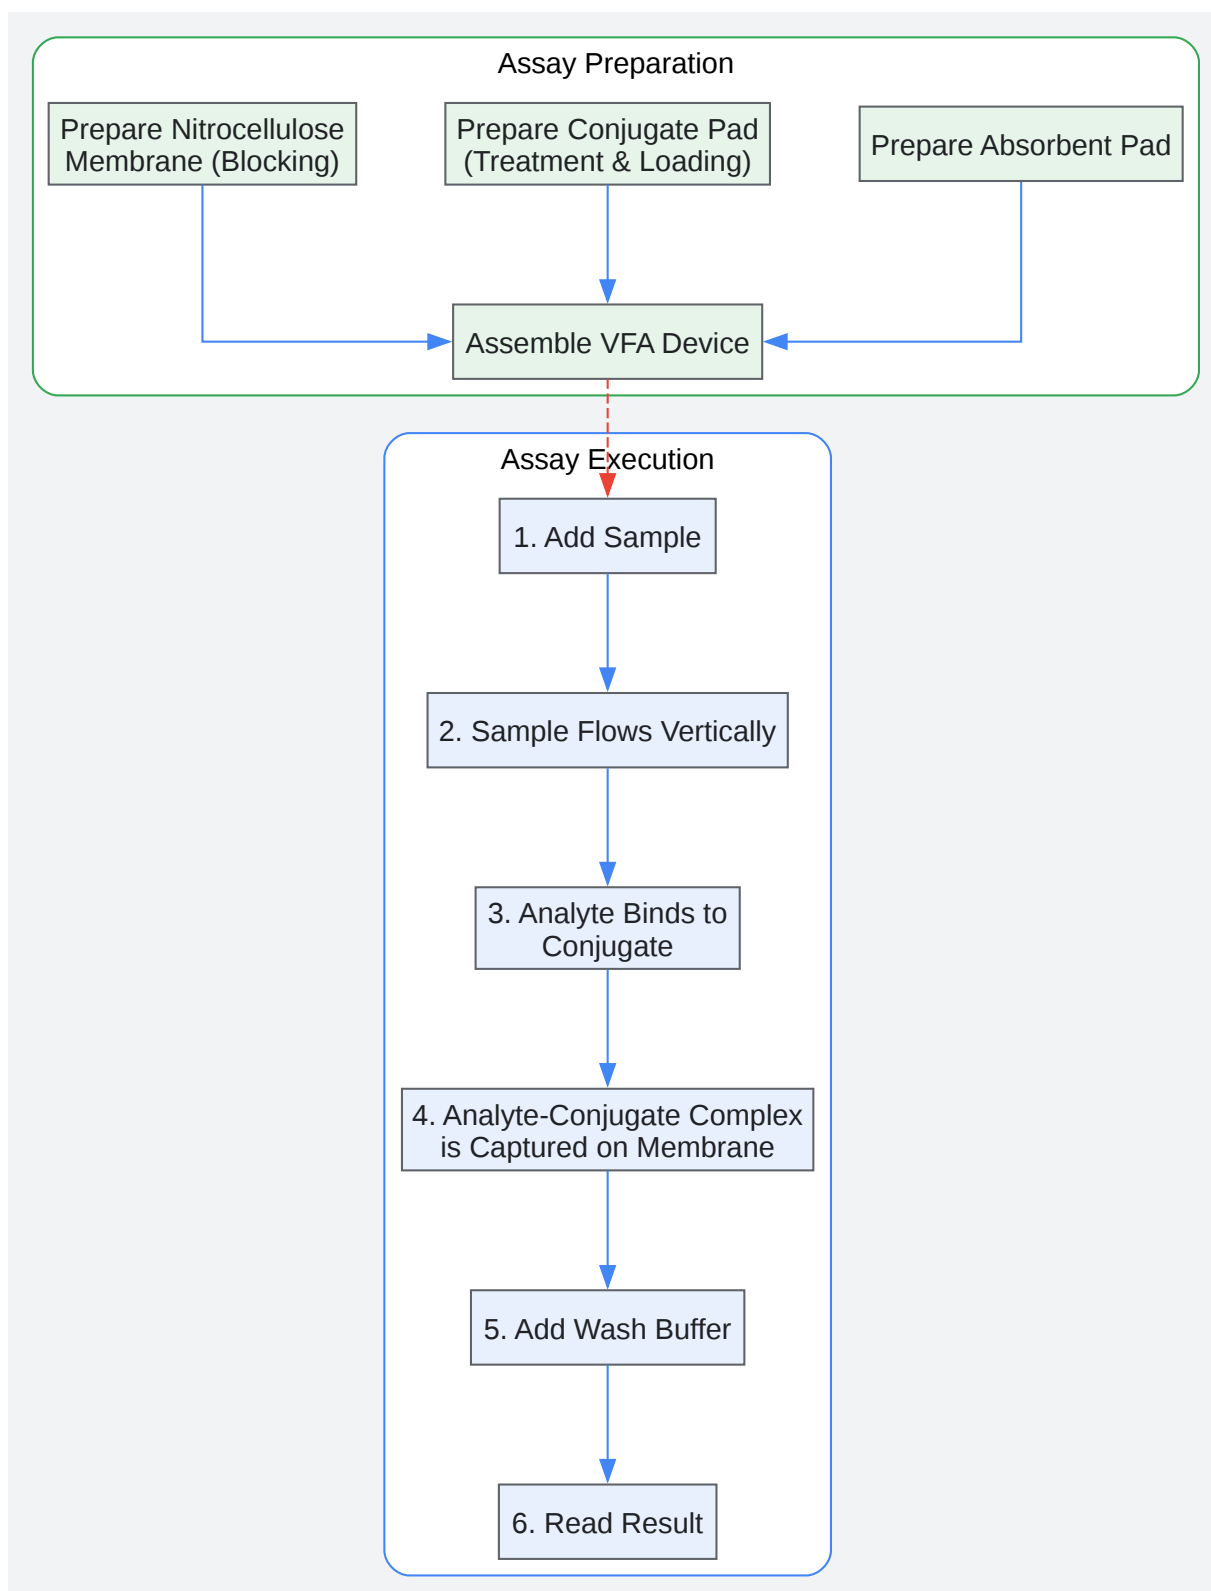 Assay Preparation
Prepare Nitrocellulose
Membrane (Blocking)
Prepare Conjugate Pad
(Treatment & Loading)
Prepare Absorbent Pad
Assemble VFA Device
Assay Execution
1. Add Sample
2. Sample Flows Vertically
3. Analyte Binds to
Conjugate
4. Analyte-Conjugate Complex
is Captured on Membrane
5. Add Wash Buffer
6. Read Result